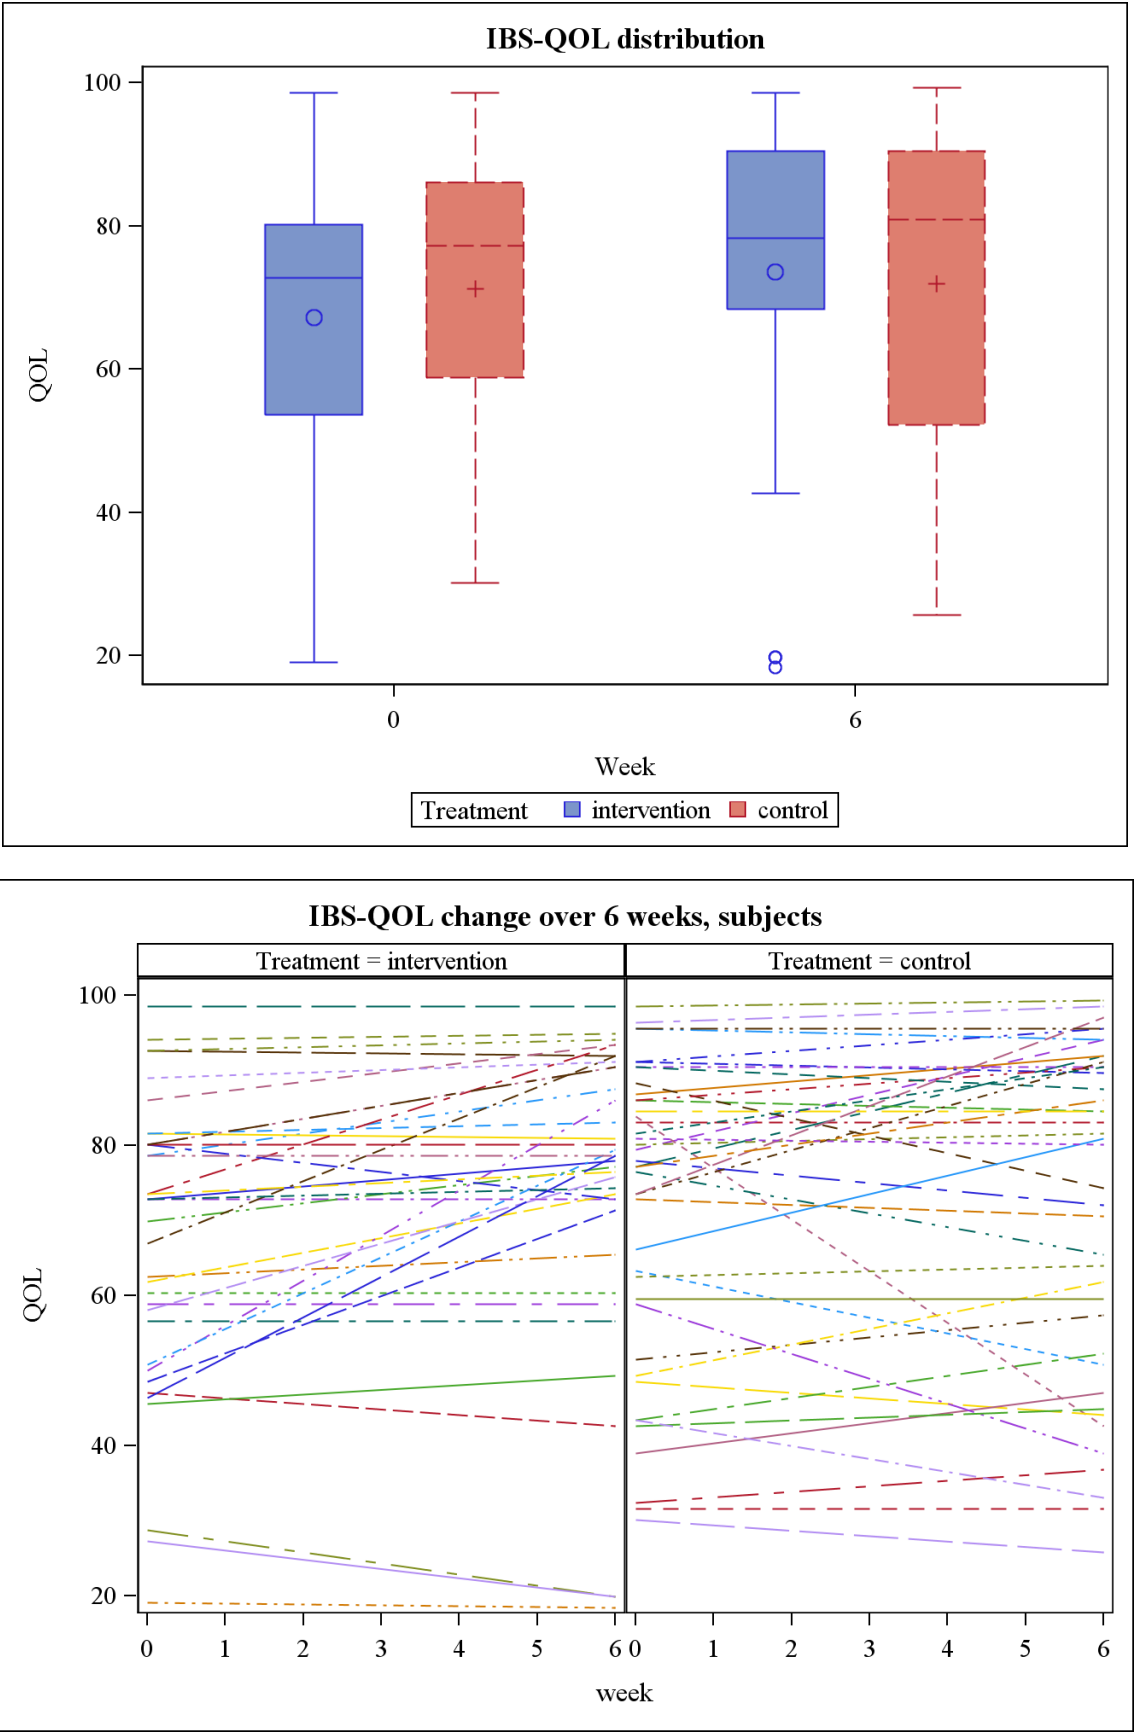 IBS-QOL distribution
100
80
60
40
20
QOL
0 6
Week
Treatment intervention control
IBS-QOL change over 6 weeks, subjects
Treatment = intervention Treatment = control
100
80
60
40
20
QOL
0 1 2 3 4 5 6 0 1 2 3 4 5 6
week